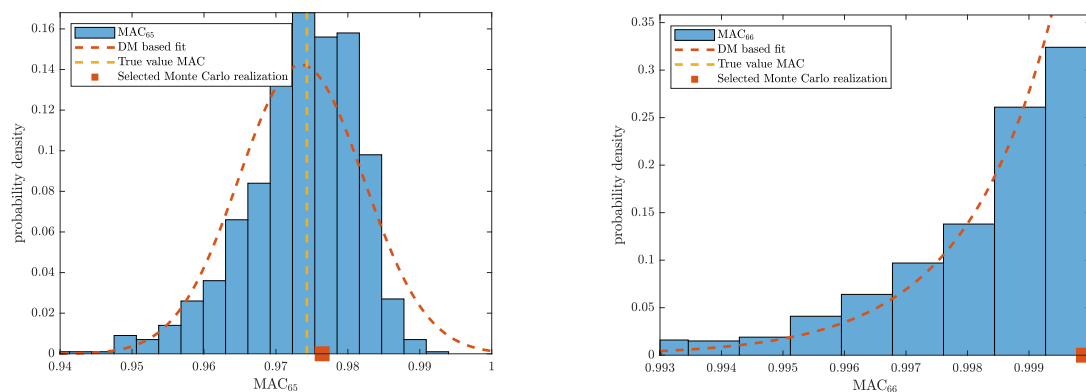 MAC65
DM based fit
True value MAC
Selected Monte Carlo realization
probability density
0.16
0.14
0.12
0.1
0.08
0.06
0.04
0.02
0
0.94
0.95
0.96
0.97
0.98
0.99
1
MAC65
MAC66
DM based fit
True value MAC
Selected Monte Carlo realization
probability density
0.35
0.3
0.25
0.2
0.15
0.1
0.05
0
0.993
0.994
0.995
0.996
0.997
0.998
0.999
MAC66